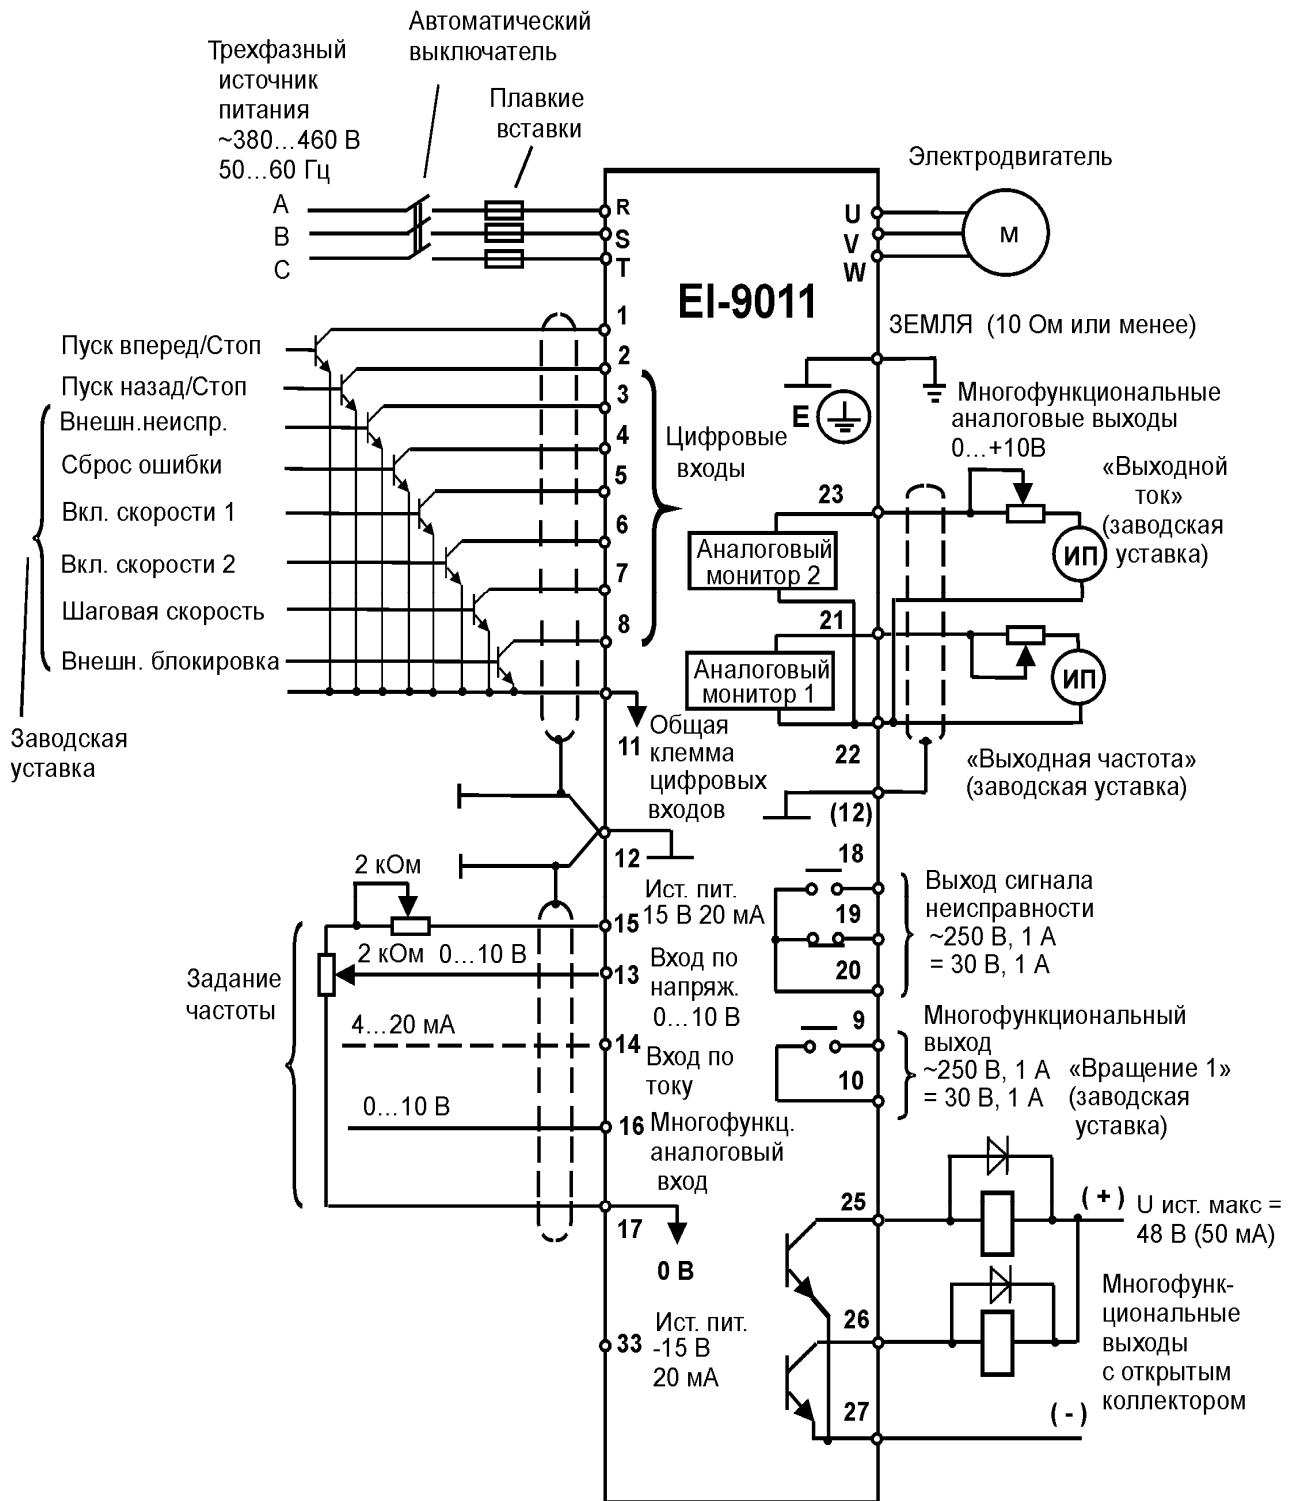 Автоматический
выключатель
Трехфазный
источник
питания
~380...460 В
50...60 Гц
Плавкие
вставки
Электродвигатель
A
B
C
R
S
T
U
V
W
М
EI-9011
ЗЕМЛЯ (10 Ом или менее)
E
Пуск вперед/Стоп
Пуск назад/Стоп
Внешн.неиспр.
Сброс ошибки
Вкл. скорости 1
Вкл. скорости 2
Шаговая скорость
Внешн. блокировка
Заводская
уставка
1
2
3
4
5
6
7
8
Цифровые
входы
11
Общая
клемма
цифровых
входов
12
Многофункциональные
аналоговые выходы
0...+10В
«Выходной
ток»
(заводская
уставка)
23
Аналоговый
монитор 2
ИП
21
Аналоговый
монитор 1
ИП
22
«Выходная частота»
(заводская уставка)
(12)
2 кОм
Ист. пит.
15 В 20 мА
15
2 кОм 0...10 В
13
Вход по
напряж.
0...10 В
Задание
частоты
4...20 мА
14
Вход по
току
0...10 В
16
Многофункц.
аналоговый
вход
17
0 В
33
Ист. пит.
-15 В
20 мА
18
19
20
Выход сигнала
неисправности
~250 В, 1 А
= 30 В, 1 А
9
10
Многофункциональный
выход
~250 В, 1 А
= 30 В, 1 А
«Вращение 1»
(заводская
уставка)
25
(+)
U ист. макс =
48 В (50 мА)
26
Многофунк-
циональные
выходы
с открытым
коллектором
27
(-)